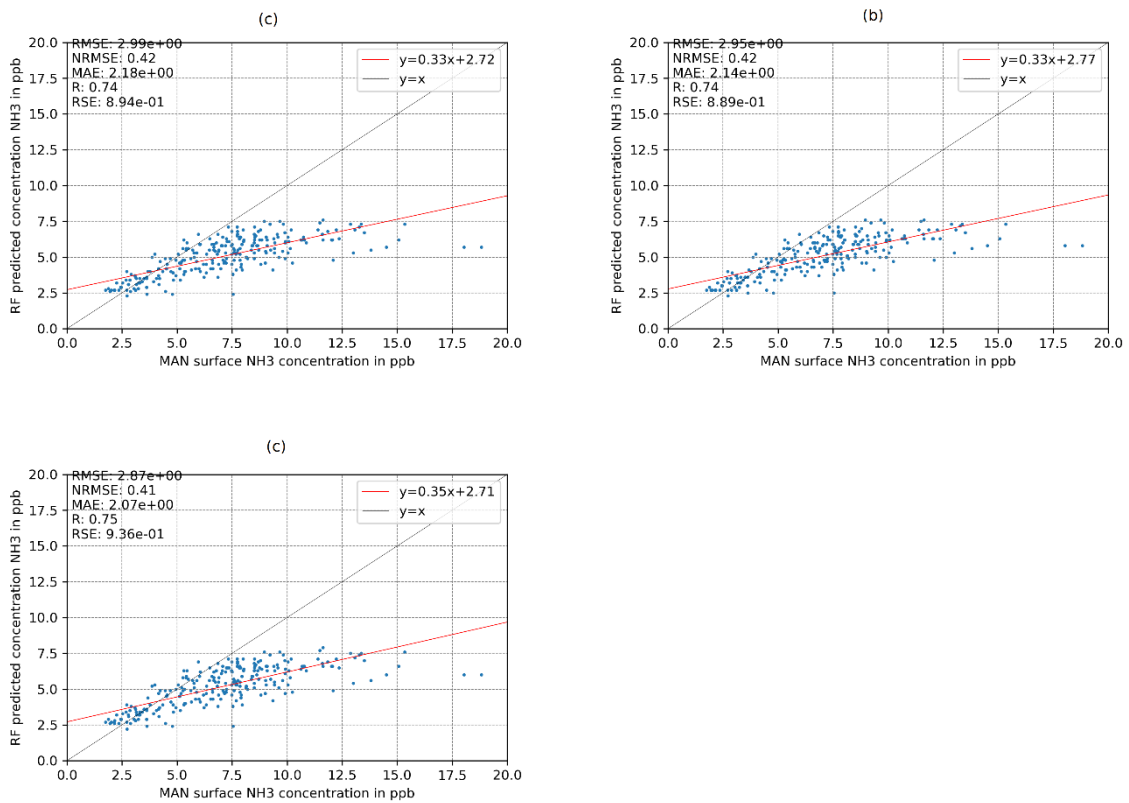 (c)
RMSE: 2.99e+00
NRMSE: 0.42
MAE: 2.18e+00
R: 0.74
RSE: 8.94e-01
y=0.33x+2.72
y=x
RF predicted concentration NH3 in ppb
20.0
17.5
15.0
12.5
10.0
7.5
5.0
2.5
0.0
0.0 2.5 5.0 7.5 10.0 12.5 15.0 17.5 20.0
MAN surface NH3 concentration in ppb
(b)
RMSE: 2.95e+00
NRMSE: 0.42
MAE: 2.14e+00
R: 0.74
RSE: 8.89e-01
y=0.33x+2.77
y=x
RF predicted concentration NH3 in ppb
20.0
17.5
15.0
12.5
10.0
7.5
5.0
2.5
0.0
0.0 2.5 5.0 7.5 10.0 12.5 15.0 17.5 20.0
MAN surface NH3 concentration in ppb
(c)
RMSE: 2.87e+00
NRMSE: 0.41
MAE: 2.07e+00
R: 0.75
RSE: 9.36e-01
y=0.35x+2.71
y=x
RF predicted concentration NH3 in ppb
20.0
17.5
15.0
12.5
10.0
7.5
5.0
2.5
0.0
0.0 2.5 5.0 7.5 10.0 12.5 15.0 17.5 20.0
MAN surface NH3 concentration in ppb